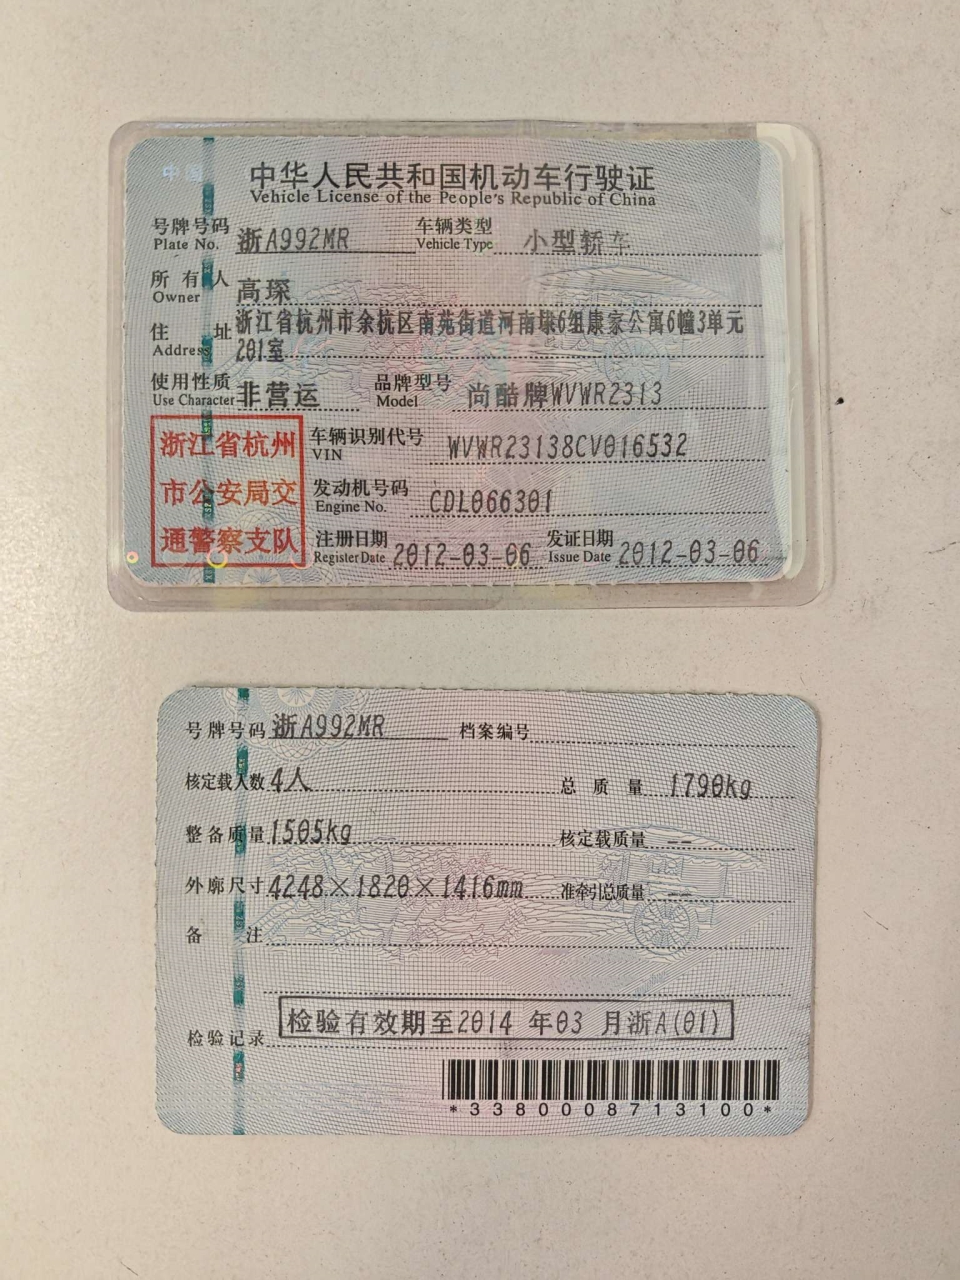 中国
中华人民共和国机动车行驶证
Vehicle License of the People's Republic of China
号牌号码 Plate No. 浙A992MR 车辆类型 Vehicle Type 小型轿车
所有人 Owner 高琛
住址 Address 浙江省杭州市余杭区南苑街道河南埭6组康家公寓6幢3单元
201室
使用性质 Use Character 非营运 品牌型号 Model 尚酷牌WVWR2313
浙江省杭州
市公安局交
通警察支队
车辆识别代号 VIN WVWR23138CV016532
发动机号码 Engine No. CDL066301
注册日期 Register Date 2012-03-06 发证日期 Issue Date 2012-03-06
号牌号码 浙A992MR 档案编号
核定载人数 4人 总质量 1790kg
整备质量 1505kg 核定载质量 --
外廓尺寸 4248×1820×1416mm 准牵引总质量 --
备注
检验记录 检验有效期至2014 年03 月浙A(01)
*3380008713100*